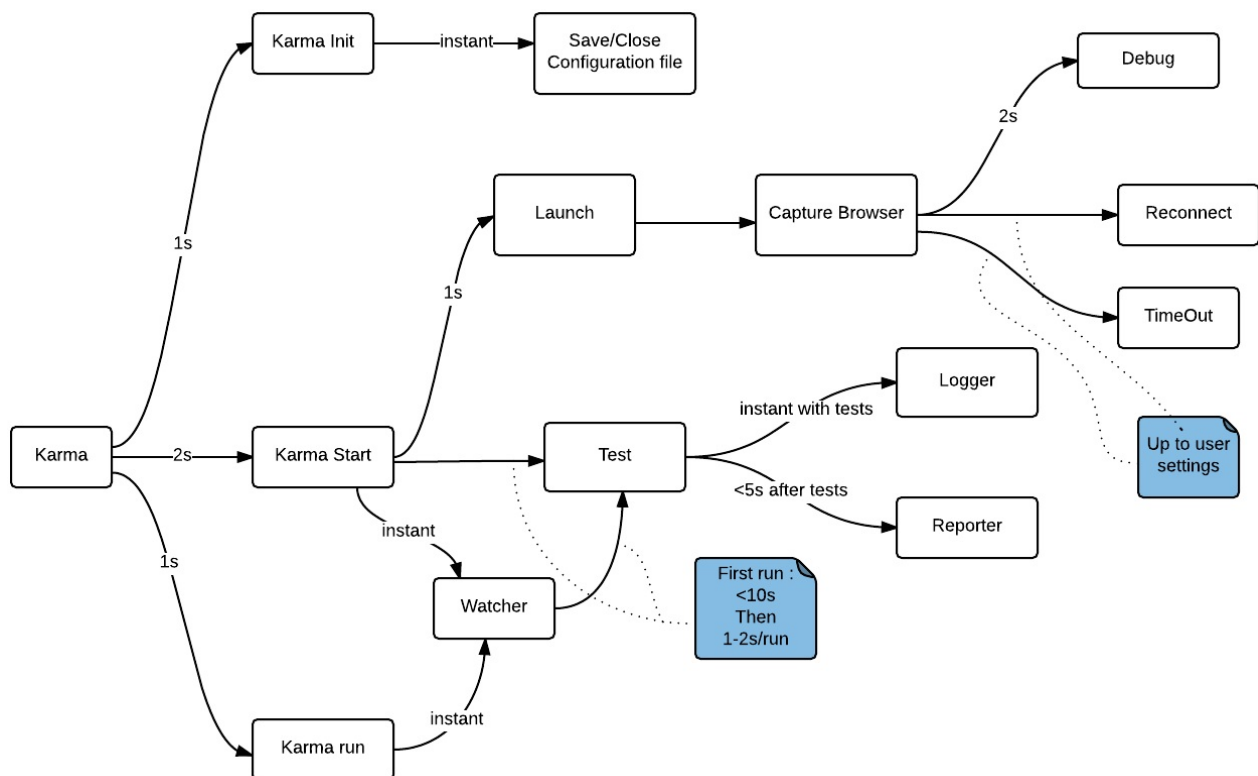 Karma Init
instant
Save/Close
Configuration file
Debug
2s
Launch
Capture Browser
Reconnect
1s
1s
TimeOut
Logger
instant with tests
Up to user
settings
Karma
2s
Karma Start
Test
<5s after tests
Reporter
instant
1s
First run :
<10s
Then
1-2s/run
Watcher
instant
Karma run